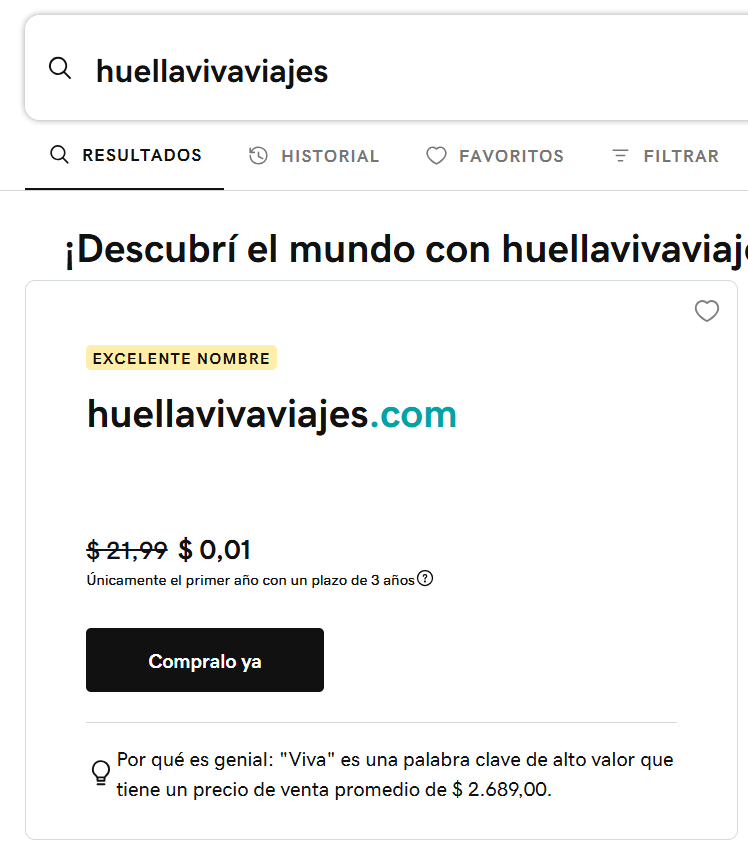 huellavivaviajes
RESULTADOS HISTORIAL FAVORITOS FILTRAR
¡Descubrí el mundo con huellavivaviaj
EXCELENTE NOMBRE
huellavivaviajes.com
$ 21,99 $ 0,01
Únicamente el primer año con un plazo de 3 años
Compralo ya
Por qué es genial: "Viva" es una palabra clave de alto valor que
tiene un precio de venta promedio de $ 2.689,00.